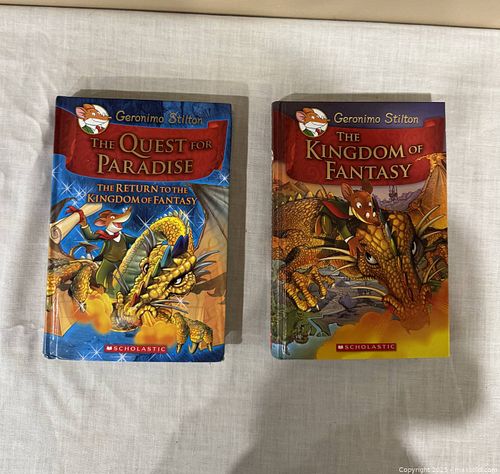 Geronimo Stilton
THE QUEST FOR
PARADISE
THE RETURN TO THE
KINGDOM OF FANTASY
SCHOLASTIC
Geronimo Stilton
THE
KINGDOM OF
FANTASY
SCHOLASTIC